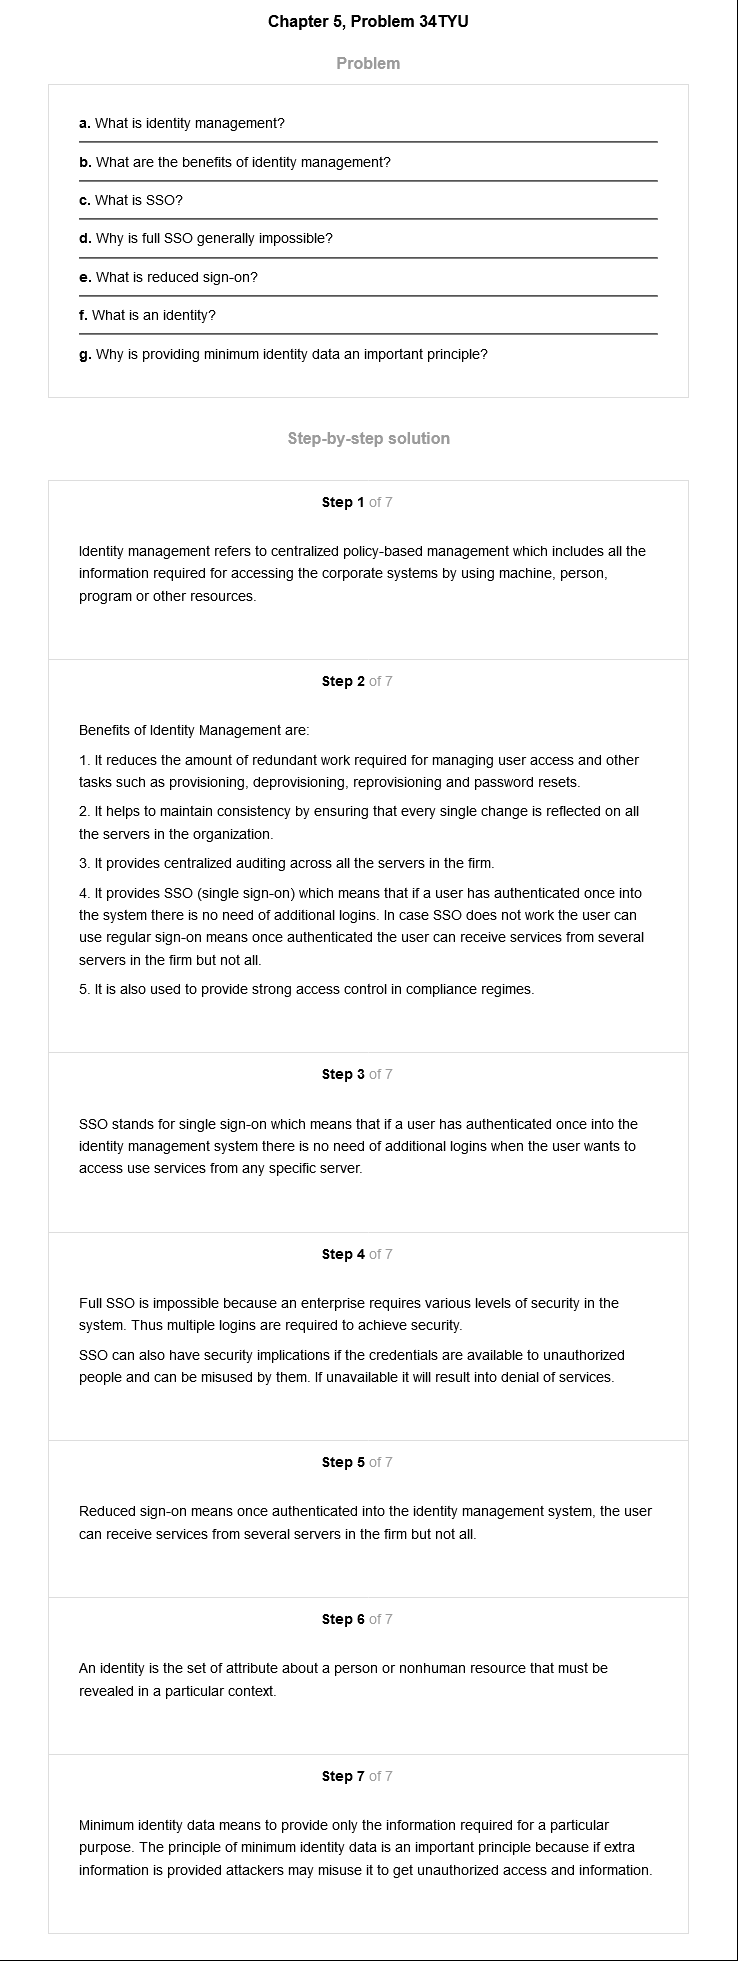 Chapter 5, Problem 34TYU
Problem
a. What is identity management?
b. What are the benefits of identity management?
c. What is SSO?
d. Why is full SSO generally impossible?
e. What is reduced sign-on?
f. What is an identity?
g. Why is providing minimum identity data an important principle?
Step-by-step solution
Step 1 of 7
Identity management refers to centralized policy-based management which includes all the
information required for accessing the corporate systems by using machine, person,
program or other resources.
Step 2 of 7
Benefits of Identity Management are:
1. It reduces the amount of redundant work required for managing user access and other
tasks such as provisioning, deprovisioning, reprovisioning and password resets.
2. It helps to maintain consistency by ensuring that every single change is reflected on all
the servers in the organization.
3. It provides centralized auditing across all the servers in the firm.
4. It provides SSO (single sign-on) which means that if a user has authenticated once into
the system there is no need of additional logins. In case SSO does not work the user can
use regular sign-on means once authenticated the user can receive services from several
servers in the firm but not all.
5. It is also used to provide strong access control in compliance regimes.
Step 3 of 7
SSO stands for single sign-on which means that if a user has authenticated once into the
identity management system there is no need of additional logins when the user wants to
access use services from any specific server.
Step 4 of 7
Full SSO is impossible because an enterprise requires various levels of security in the
system. Thus multiple logins are required to achieve security.
SSO can also have security implications if the credentials are available to unauthorized
people and can be misused by them. If unavailable it will result into denial of services.
Step 5 of 7
Reduced sign-on means once authenticated into the identity management system, the user
can receive services from several servers in the firm but not all.
Step 6 of 7
An identity is the set of attribute about a person or nonhuman resource that must be
revealed in a particular context.
Step 7 of 7
Minimum identity data means to provide only the information required for a particular
purpose. The principle of minimum identity data is an important principle because if extra
information is provided attackers may misuse it to get unauthorized access and information.